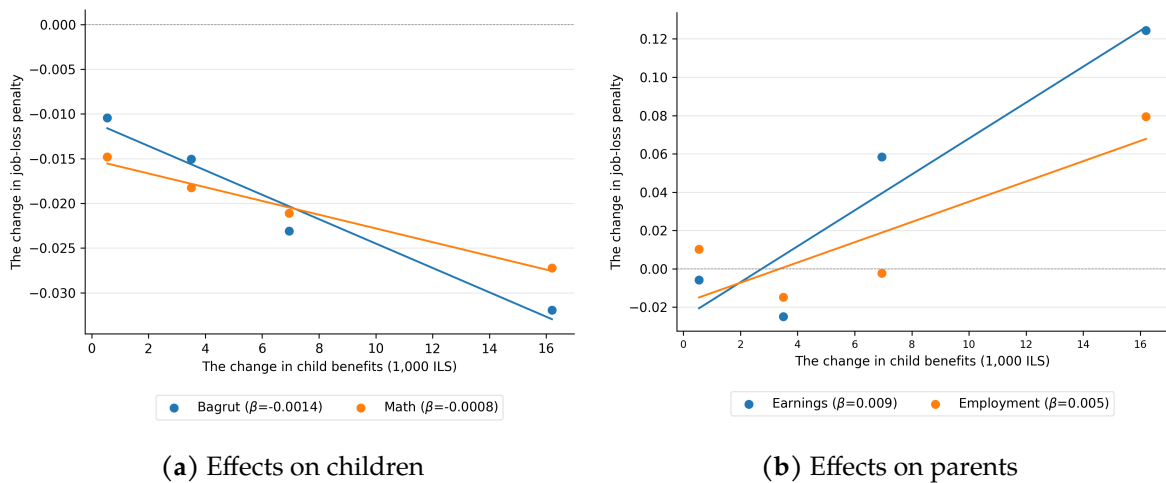 0.000
−0.005
−0.010
−0.015
−0.020
−0.025
−0.030
The change in job-loss penalty
0 2 4 6 8 10 12 14 16
The change in child benefits (1,000 ILS)
Bagrut (β=-0.0014) Math (β=-0.0008)
(a) Effects on children
0.12
0.10
0.08
0.06
0.04
0.02
0.00
−0.02
The change in job-loss penalty
0 2 4 6 8 10 12 14 16
The change in child benefits (1,000 ILS)
Earnings (β=0.009) Employment (β=0.005)
(b) Effects on parents